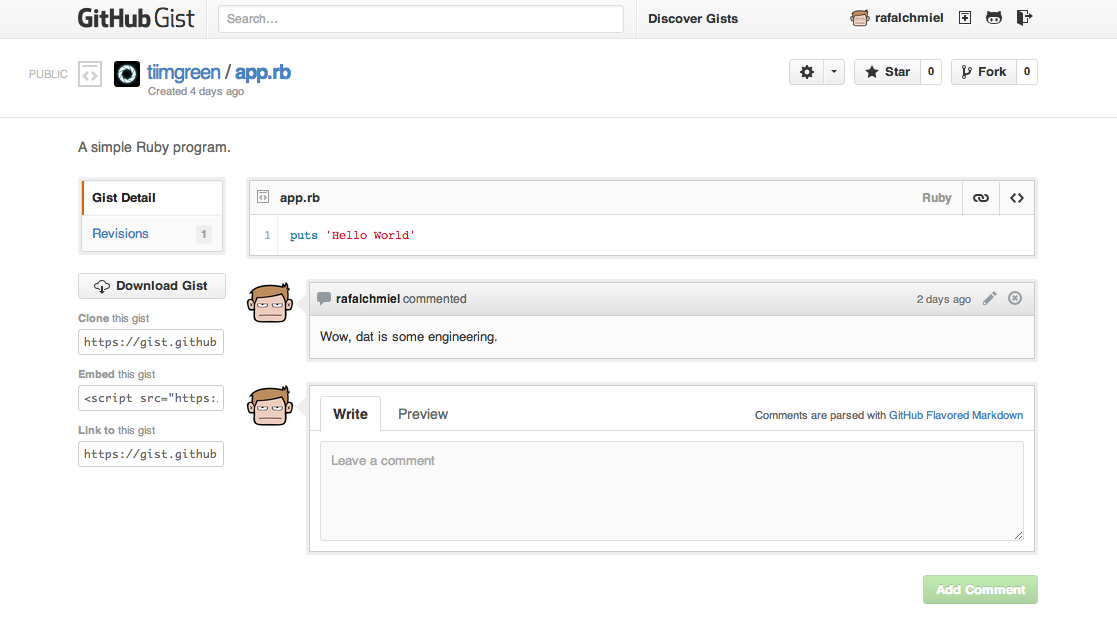 GitHub Gist
Search...
Discover Gists
rafalchmiel
PUBLIC
tiimgreen / app.rb
Created 4 days ago
Star 0
Fork 0
A simple Ruby program.
Gist Detail
Revisions 1
Download Gist
Clone this gist
https://gist.github
Embed this gist
<script src="https:.
Link to this gist
https://gist.github
app.rb
Ruby
1 puts 'Hello World'
rafalchmiel commented
2 days ago
Wow, dat is some engineering.
Write
Preview
Comments are parsed with GitHub Flavored Markdown
Leave a comment
Add Comment